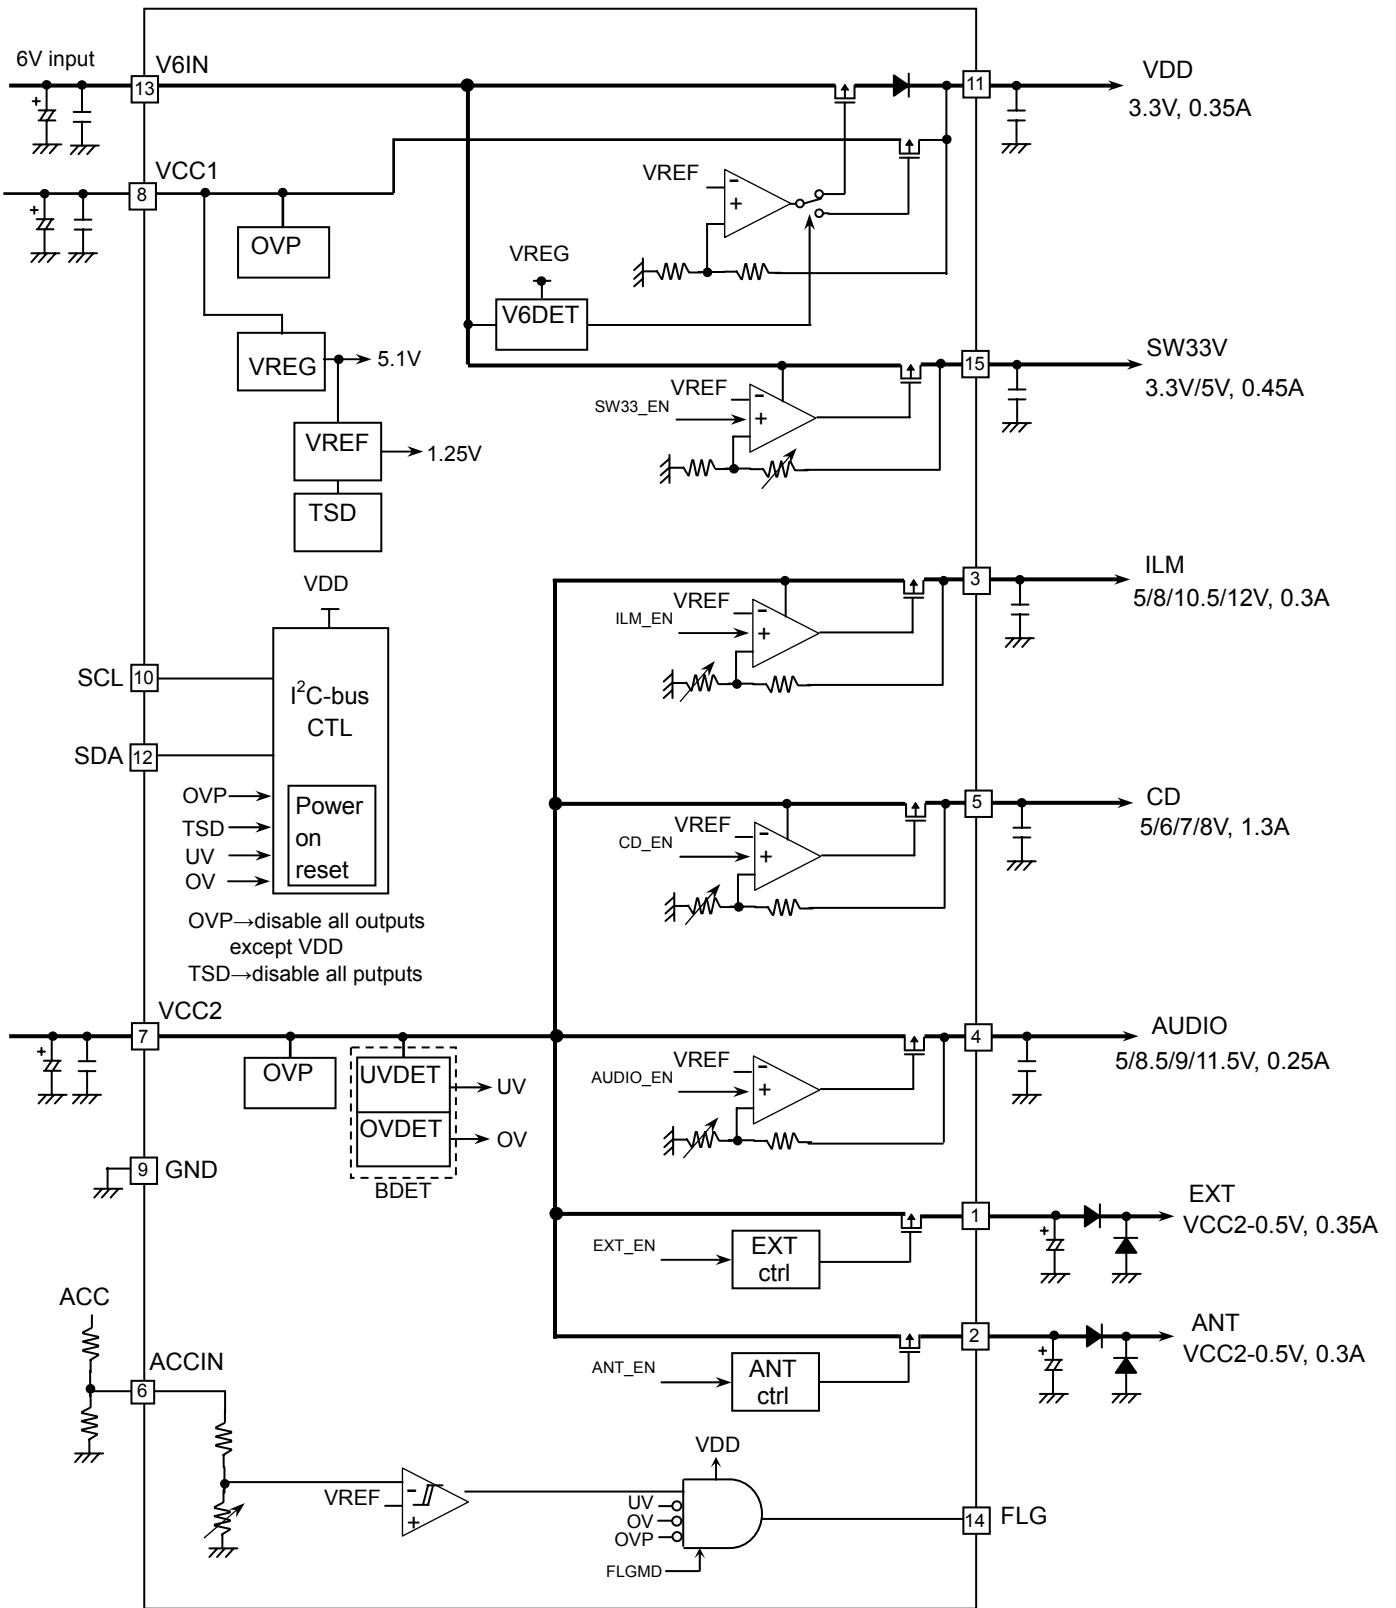 6V input
V6IN
13
+
VCC1
8
+
OVP
VREG
5.1V
VREF
1.25V
TSD
VREF
-
+
VREG
V6DET
11
VDD
3.3V, 0.35A
VREF
SW33_EN
-
+
15
SW33V
3.3V/5V, 0.45A
VDD
SCL
10
SDA
12
I²C-bus
CTL
OVP
TSD
UV
OV
Power
on
reset
OVP→disable all outputs
except VDD
TSD→disable all putputs
VREF
ILM_EN
-
+
3
ILM
5/8/10.5/12V, 0.3A
VREF
CD_EN
-
+
5
CD
5/6/7/8V, 1.3A
VCC2
7
+
OVP
UVDET
UV
OVDET
OV
BDET
VREF
AUDIO_EN
-
+
4
AUDIO
5/8.5/9/11.5V, 0.25A
9
GND
EXT_EN
EXT
ctrl
1
+
EXT
VCC2-0.5V, 0.35A
ANT_EN
ANT
ctrl
2
+
ANT
VCC2-0.5V, 0.3A
ACC
ACCIN
6
VREF
-
+
VDD
UV
OV
OVP
FLGMD
14
FLG